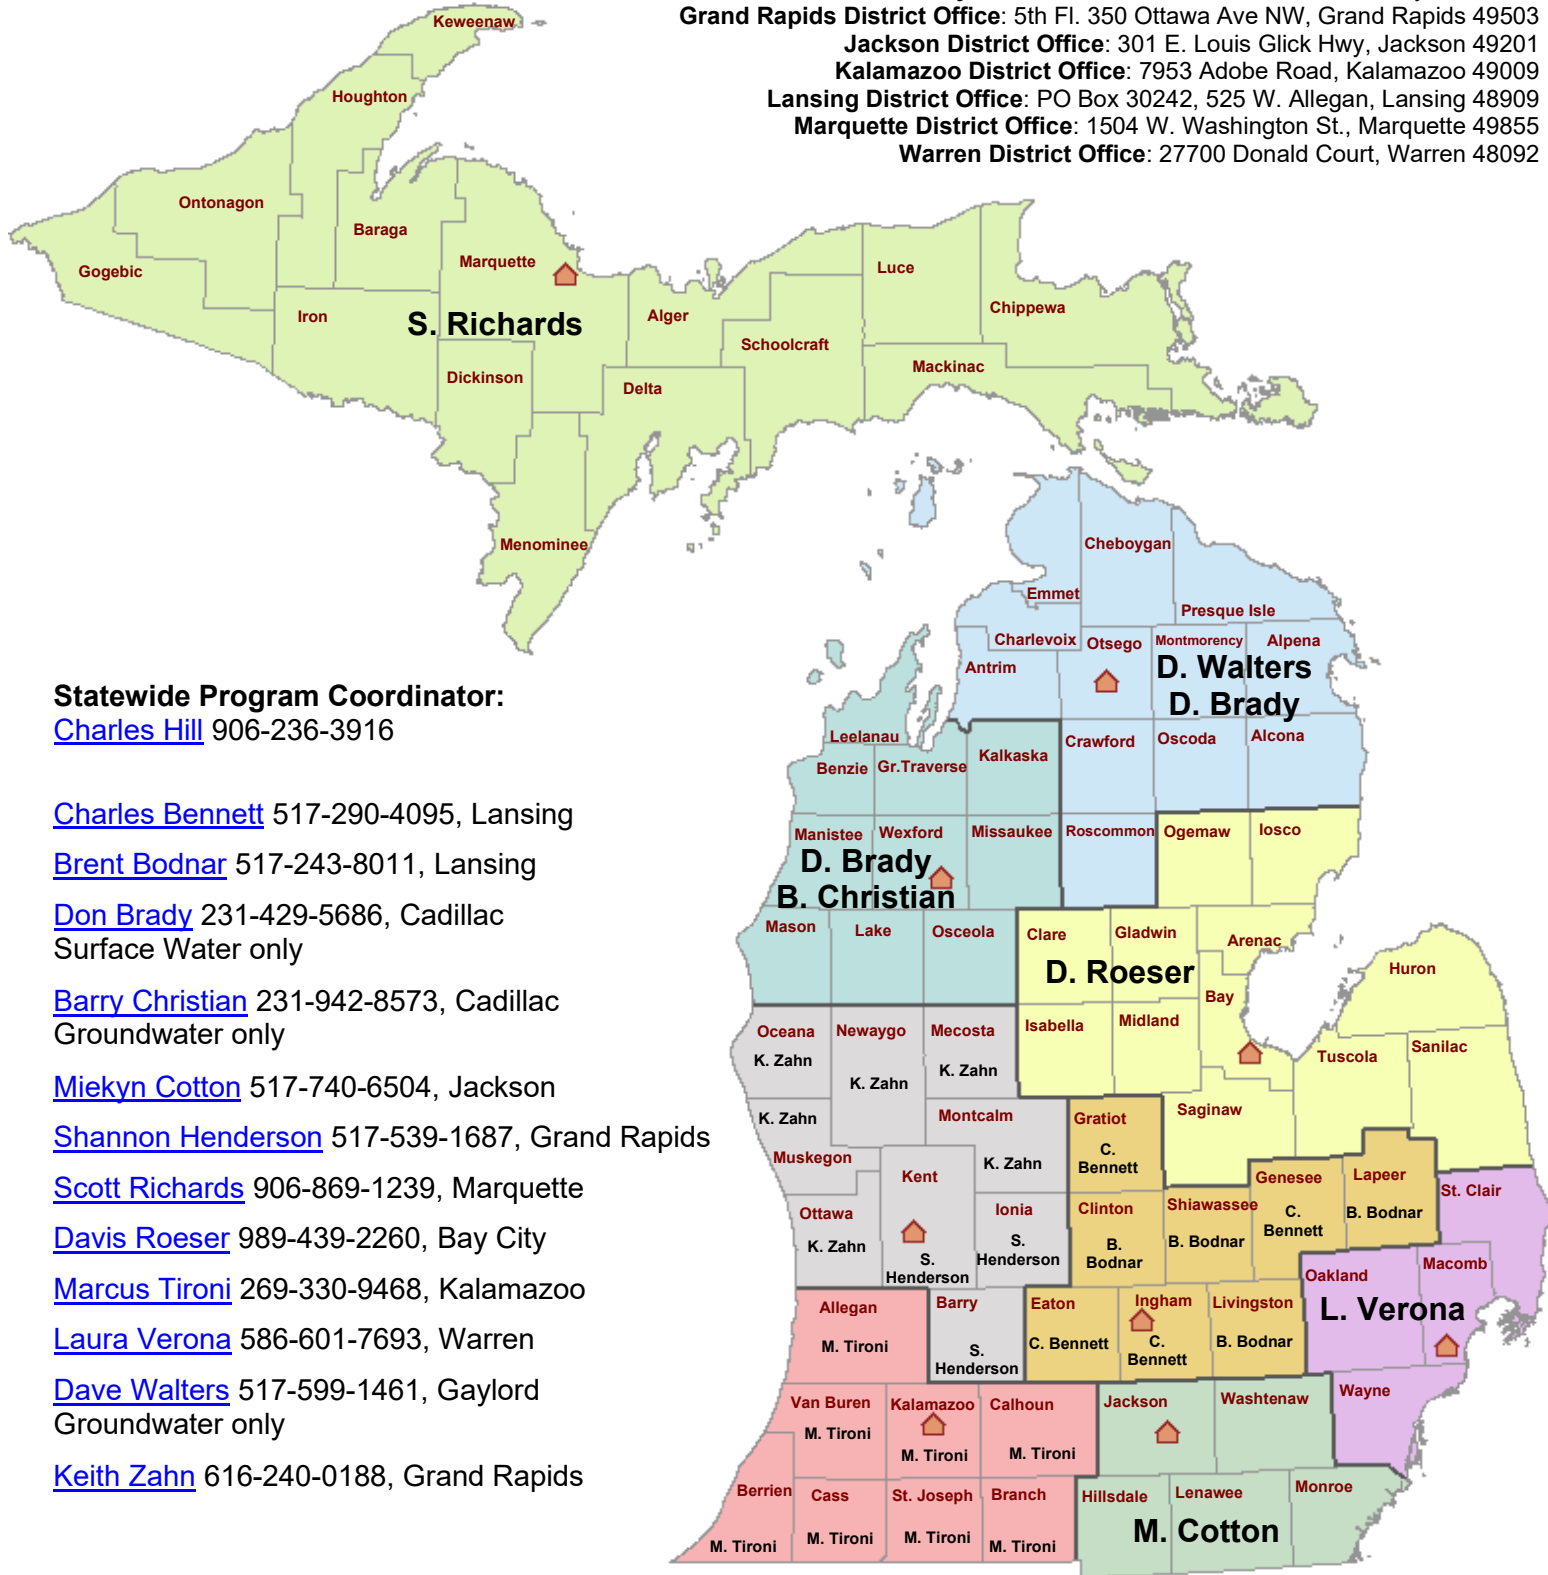 Grand Rapids District Office: 5th Fl. 350 Ottawa Ave NW, Grand Rapids 49503
Jackson District Office: 301 E. Louis Glick Hwy, Jackson 49201
Kalamazoo District Office: 7953 Adobe Road, Kalamazoo 49009
Lansing District Office: PO Box 30242, 525 W. Allegan, Lansing 48909
Marquette District Office: 1504 W. Washington St., Marquette 49855
Warren District Office: 27700 Donald Court, Warren 48092
Keweenaw
Houghton
Ontonagon
Baraga
Gogebic
Marquette
Iron
S. Richards
Alger
Luce
Chippewa
Schoolcraft
Mackinac
Dickinson
Delta
Menominee
Cheboygan
Emmet
Presque Isle
Charlevoix
Otsego
Montmorency
Alpena
Antrim
D. Walters
D. Brady
Leelanau
Benzie
Gr.Traverse
Kalkaska
Crawford
Oscoda
Alcona
Manistee
Wexford
Missaukee
Roscommon
Ogemaw
Iosco
D. Brady
B. Christian
Mason
Lake
Osceola
Clare
Gladwin
Arenac
D. Roeser
Huron
Bay
Isabella
Midland
Tuscola
Sanilac
Saginaw
Oceana
K. Zahn
Newaygo
K. Zahn
Mecosta
K. Zahn
K. Zahn
Muskegon
Montcalm
K. Zahn
Gratiot
C.
Bennett
Kent
S.
Henderson
Ottawa
K. Zahn
Ionia
S.
Henderson
Clinton
B.
Bodnar
Shiawassee
B. Bodnar
Genesee
C.
Bennett
Lapeer
B. Bodnar
St. Clair
Oakland
Macomb
L. Verona
Wayne
Allegan
M. Tironi
Barry
S.
Henderson
Eaton
C. Bennett
Ingham
C.
Bennett
Livingston
B. Bodnar
Van Buren
M. Tironi
Kalamazoo
M. Tironi
Calhoun
M. Tironi
Jackson
Washtenaw
Berrien
M. Tironi
Cass
M. Tironi
St. Joseph
M. Tironi
Branch
M. Tironi
Hillsdale
Lenawee
Monroe
M. Cotton
Statewide Program Coordinator:
Charles Hill 906-236-3916
Charles Bennett 517-290-4095, Lansing
Brent Bodnar 517-243-8011, Lansing
Don Brady 231-429-5686, Cadillac
Surface Water only
Barry Christian 231-942-8573, Cadillac
Groundwater only
Miekyn Cotton 517-740-6504, Jackson
Shannon Henderson 517-539-1687, Grand Rapids
Scott Richards 906-869-1239, Marquette
Davis Roeser 989-439-2260, Bay City
Marcus Tironi 269-330-9468, Kalamazoo
Laura Verona 586-601-7693, Warren
Dave Walters 517-599-1461, Gaylord
Groundwater only
Keith Zahn 616-240-0188, Grand Rapids